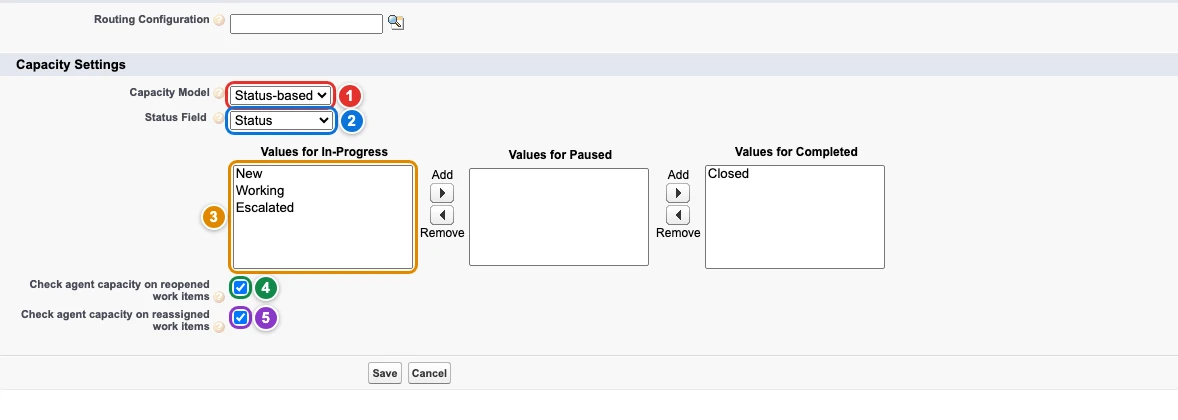 Routing Configuration ?
Capacity Settings
Capacity Model ? Status-based 1
Status Field ? Status 2
Values for In-Progress Values for Paused Values for Completed
New Add Add Closed
Working
Escalated
3
Remove Remove
Check agent capacity on reopened
work items ? 4
Check agent capacity on reassigned
work items ? 5
Save Cancel